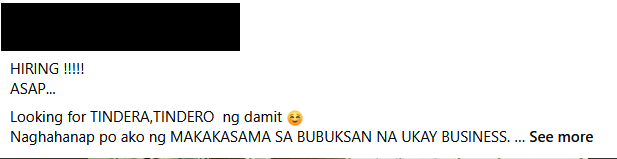 HIRING !!!!!
ASAP...
Looking for TINDERA,TINDERO ng damit 😊
Naghahanap po ako ng MAKAKASAMA SA BUBUKSAN NA UKAY BUSINESS. ... See more